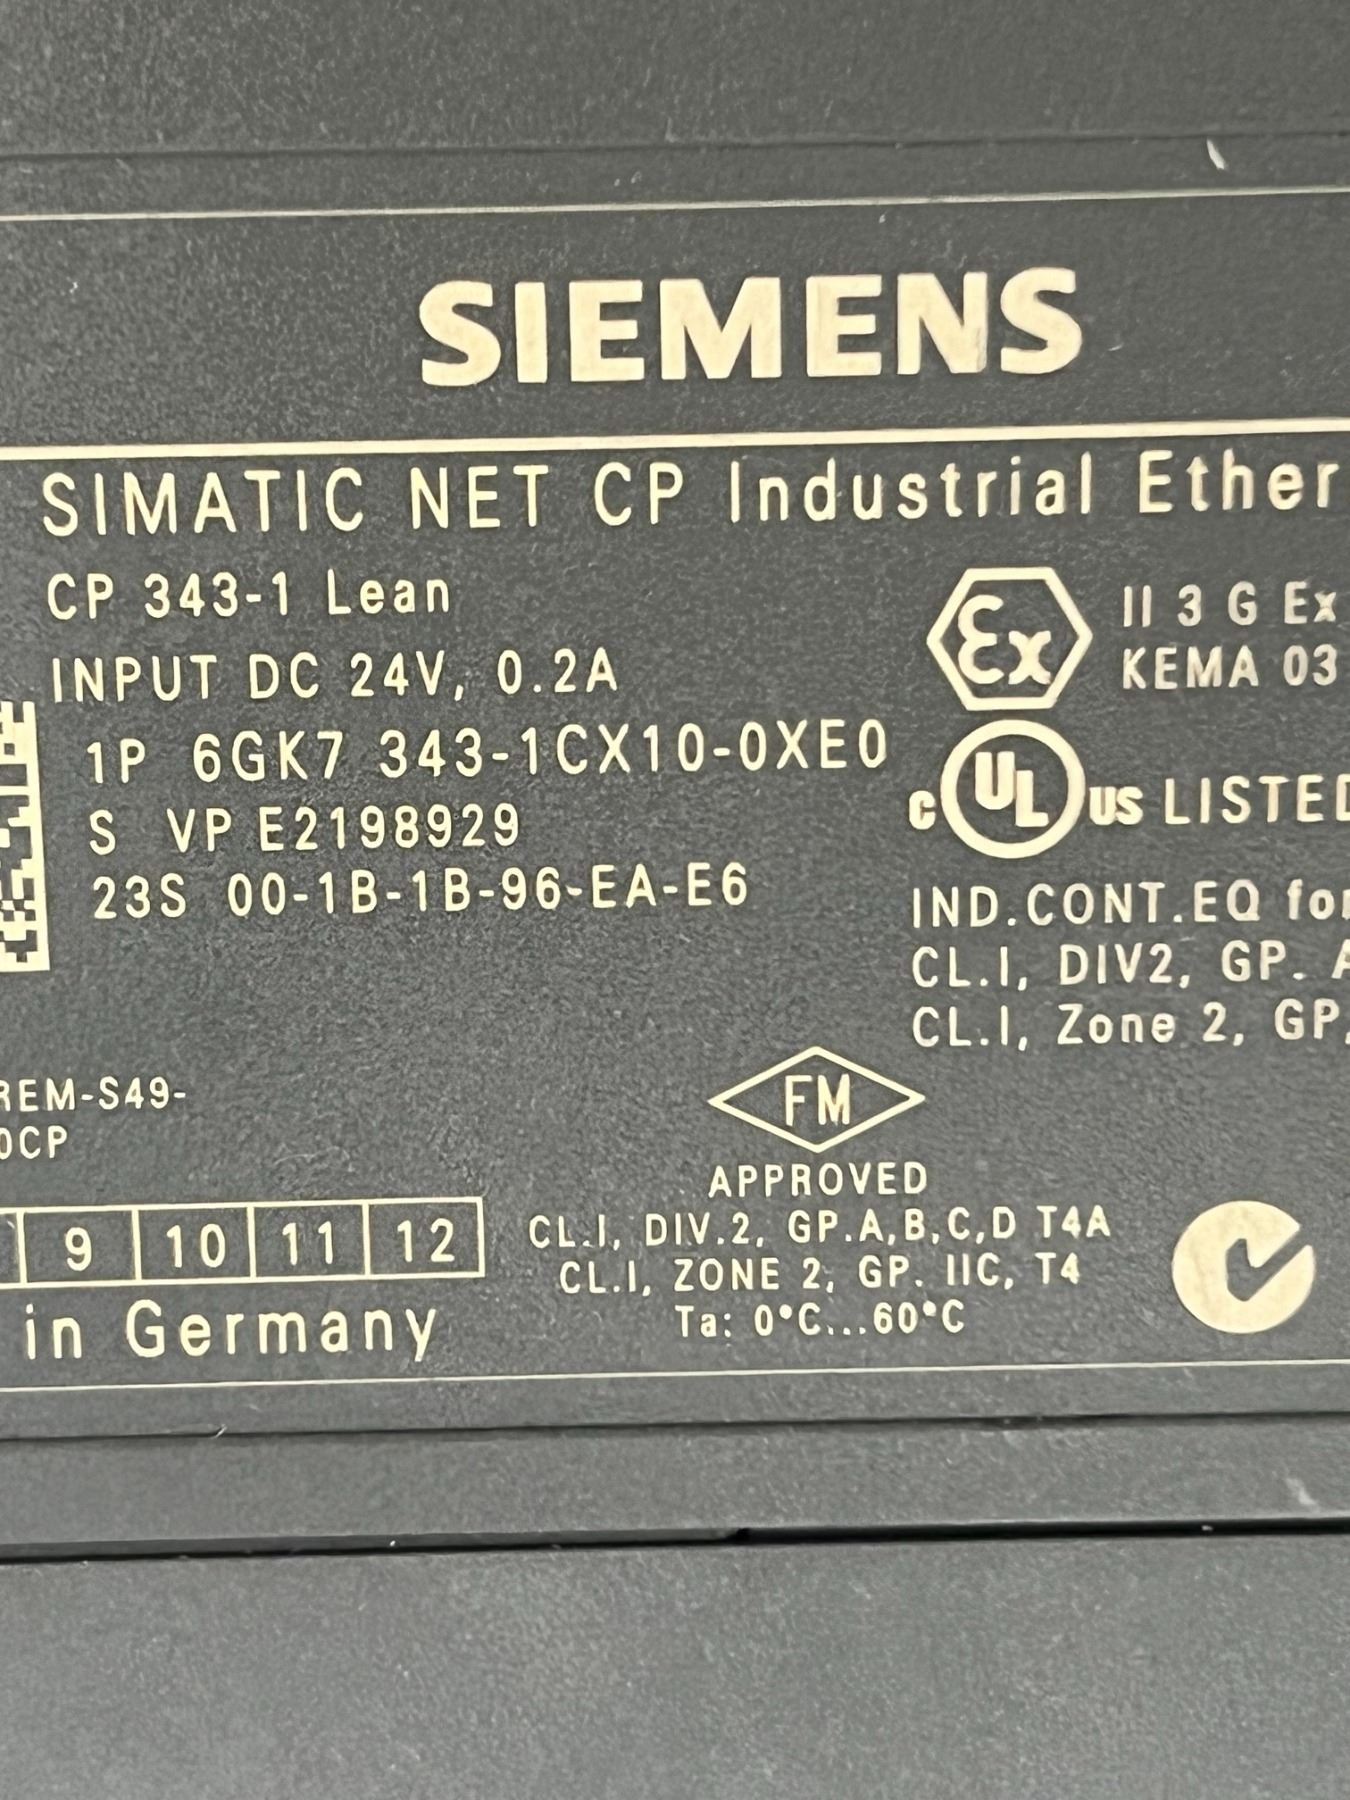 SIEMENS
SIMATIC NET CP Industrial Ether
CP 343-1 Lean
INPUT DC 24V, 0.2A
1P 6GK7 343-1CX10-0XE0
S VP E2198929
23S 00-1B-1B-96-EA-E6
Ex II 3 G Ex
KEMA 03
C UL US LISTED
IND.CONT.EQ for
CL.I, DIV2, GP. A
CL.I, Zone 2, GP.
REM-S49-
0CP
9 10 11 12
in Germany
FM
APPROVED
CL.I, DIV.2, GP.A,B,C,D T4A
CL.I, ZONE 2, GP. IIC, T4
Ta: 0°C...60°C